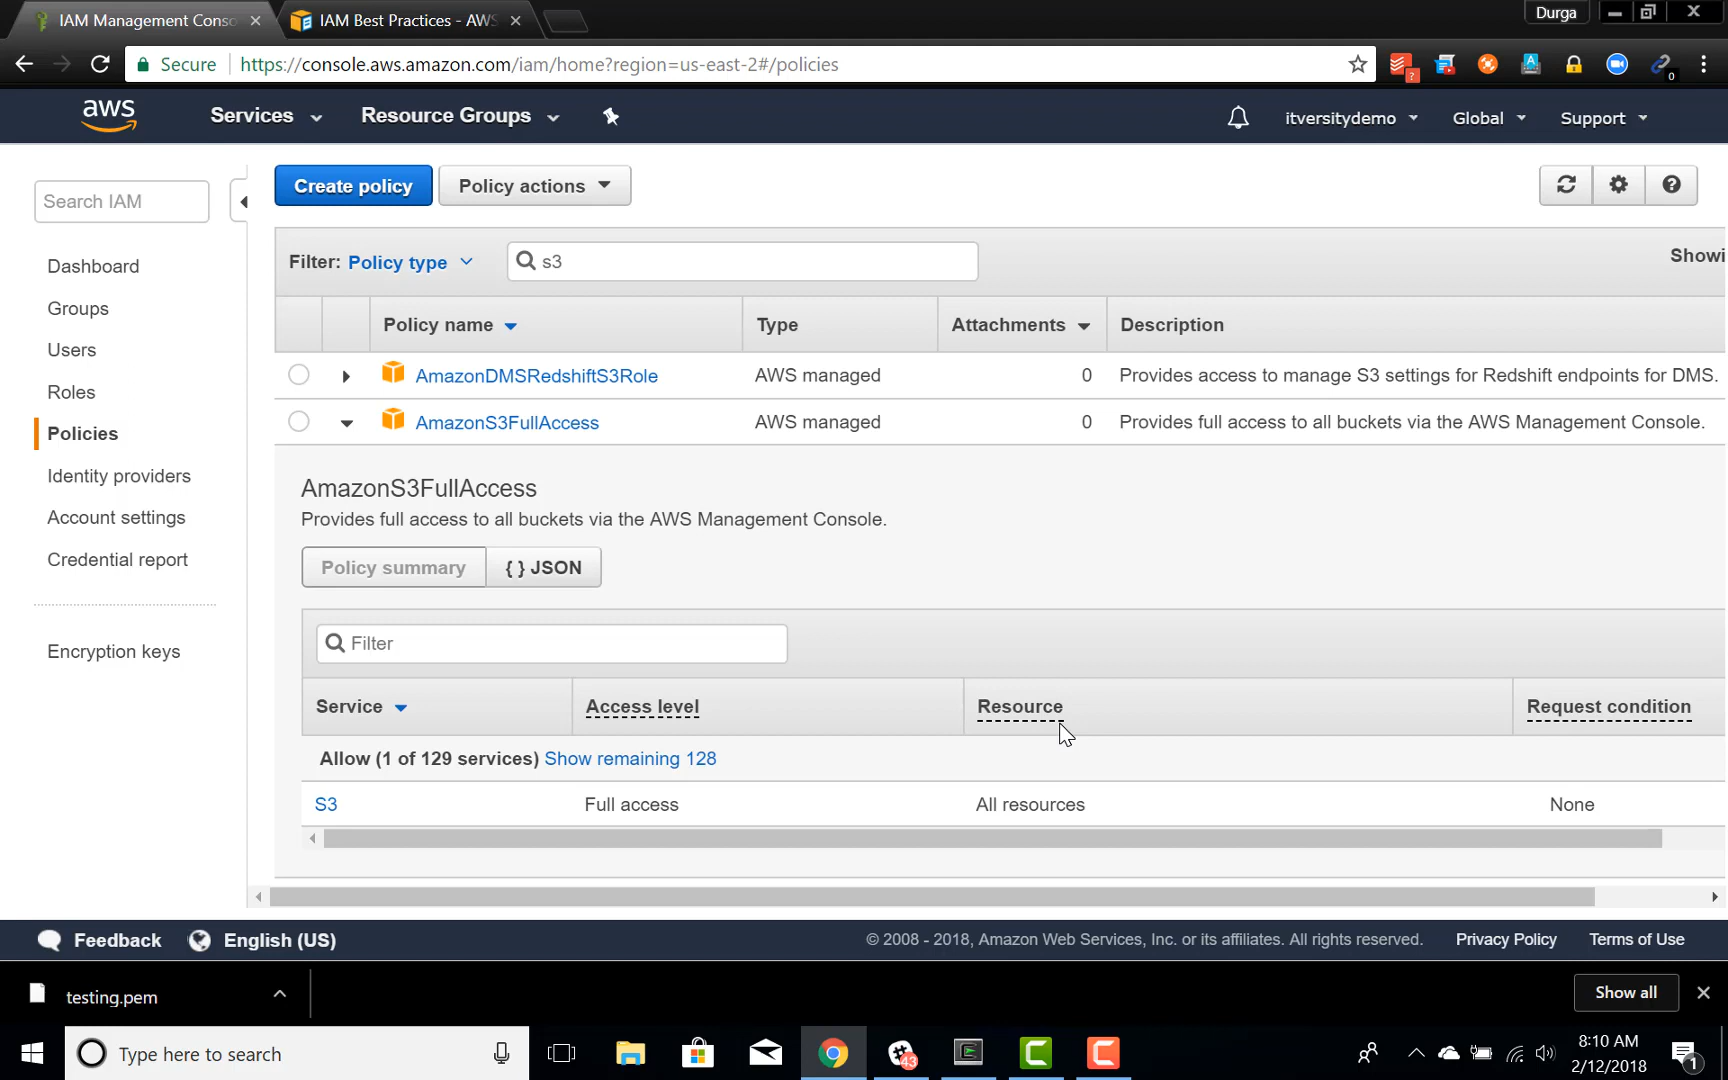 IAM Management Conso
IAM Best Practices - AWS
Durga
Secure
https://console.aws.amazon.com/iam/home?region=us-east-2#/policies
?
0
aws
Services
Resource Groups
itversitydemo
Global
Support
Search IAM
Create policy
Policy actions
Dashboard
Groups
Users
Roles
Policies
Identity providers
Account settings
Credential report
Encryption keys
Filter: Policy type
s3
Showi
Policy name
Type
Attachments
Description
AmazonDMSRedshiftS3Role
AWS managed
0
Provides access to manage S3 settings for Redshift endpoints for DMS.
AmazonS3FullAccess
AWS managed
0
Provides full access to all buckets via the AWS Management Console.
AmazonS3FullAccess
Provides full access to all buckets via the AWS Management Console.
Policy summary
{ } JSON
Filter
Service
Access level
Resource
Request condition
Allow (1 of 129 services) Show remaining 128
S3
Full access
All resources
None
Feedback
English (US)
© 2008 - 2018, Amazon Web Services, Inc. or its affiliates. All rights reserved.
Privacy Policy
Terms of Use
testing.pem
Show all
Type here to search
43
8:10 AM
2/12/2018
1